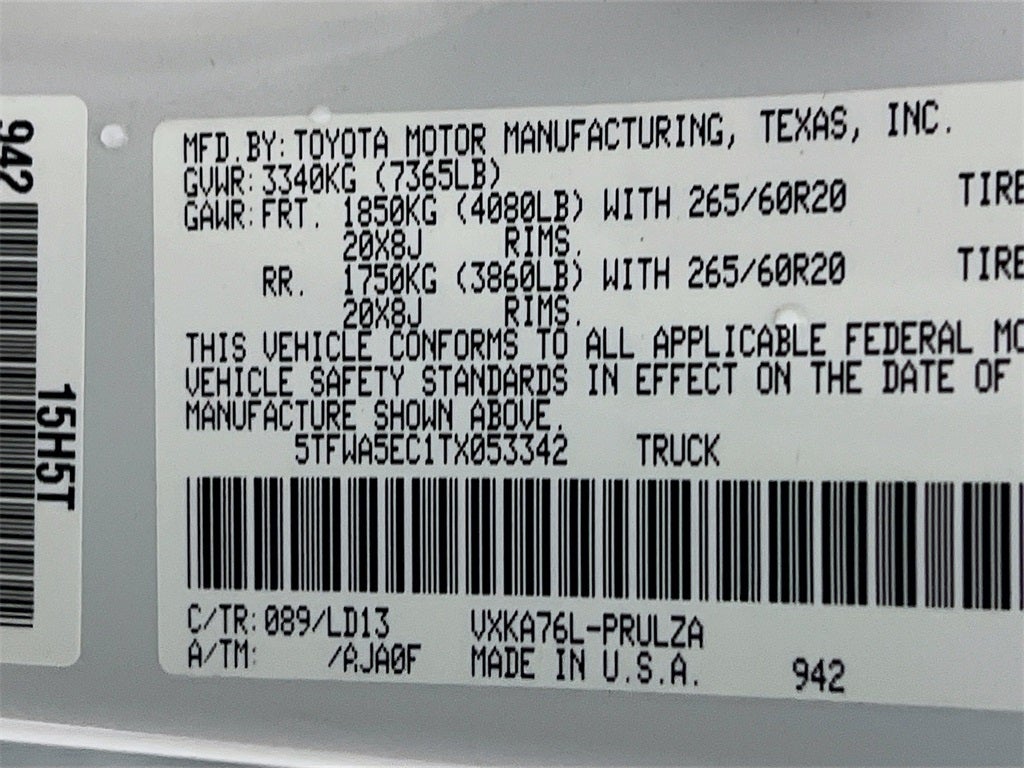 942
15H5T
MFD.BY:TOYOTA MOTOR MANUFACTURING, TEXAS, INC.
GVWR:3340KG (7365LB)
GAWR:FRT. 1850KG (4080LB) WITH 265/60R20 TIRE
20X8J RIMS.
RR. 1750KG (3860LB) WITH 265/60R20 TIRE
20X8J RIMS.
THIS VEHICLE CONFORMS TO ALL APPLICABLE FEDERAL MO
VEHICLE SAFETY STANDARDS IN EFFECT ON THE DATE OF
MANUFACTURE SHOWN ABOVE.
5TFWA5EC1TX053342 TRUCK
C/TR:089/LD13 VXKA76L-PRULZA
A/TM: /AJA0F MADE IN U.S.A. 942